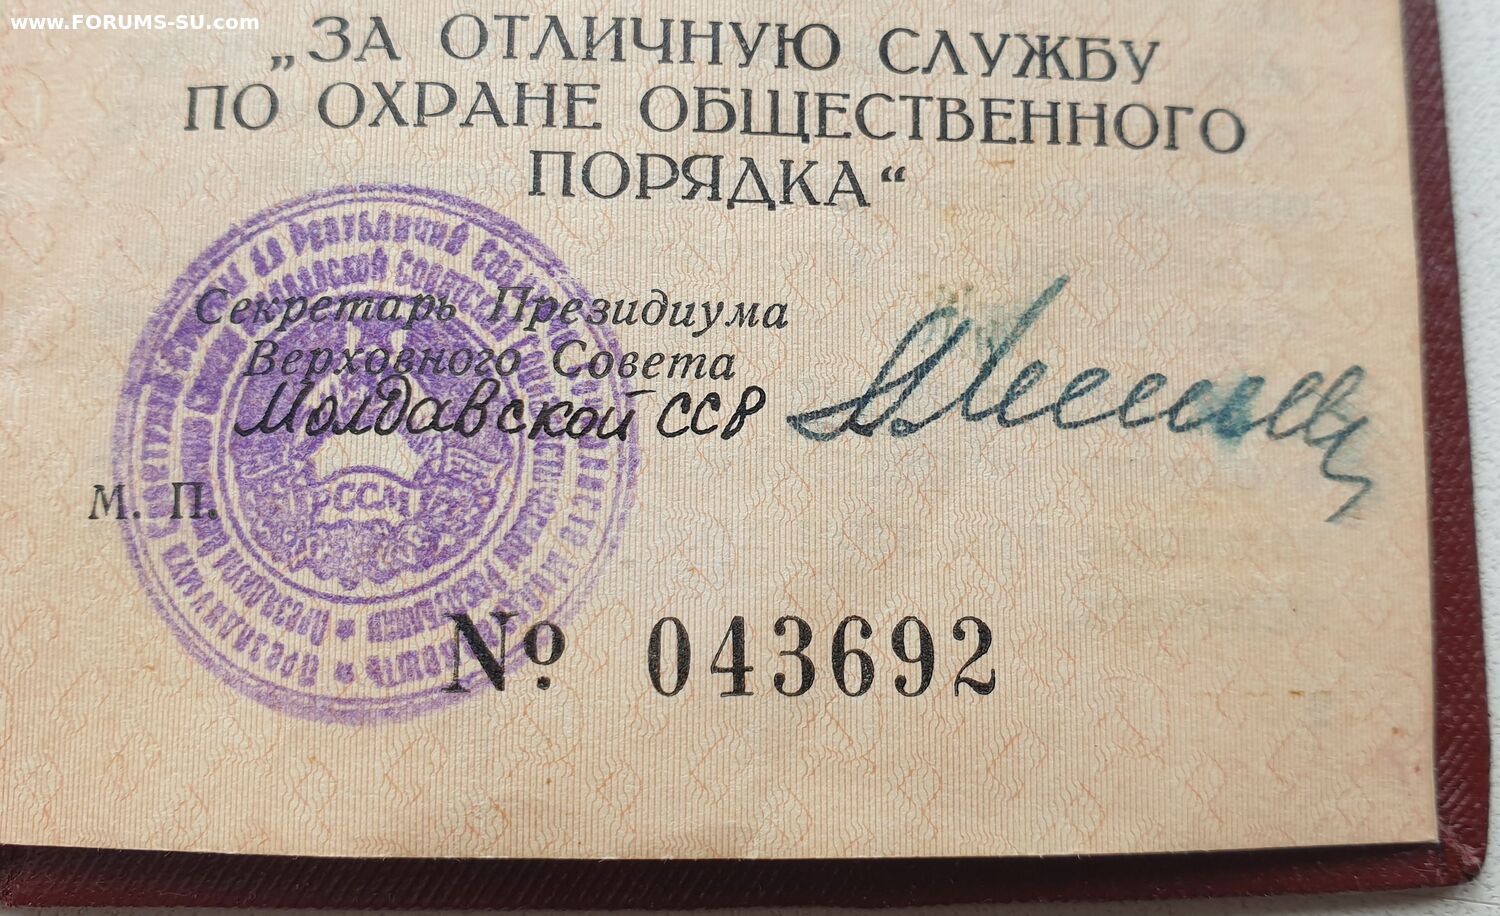 www.FORUMS-SU.com
„ЗА ОТЛИЧНУЮ СЛУЖБУ
ПО ОХРАНЕ ОБЩЕСТВЕННОГО
ПОРЯДКА“
Секретарь Президиума
Верховного Совета
Молдавской ССР
М. П.
ССМ
№ 043692